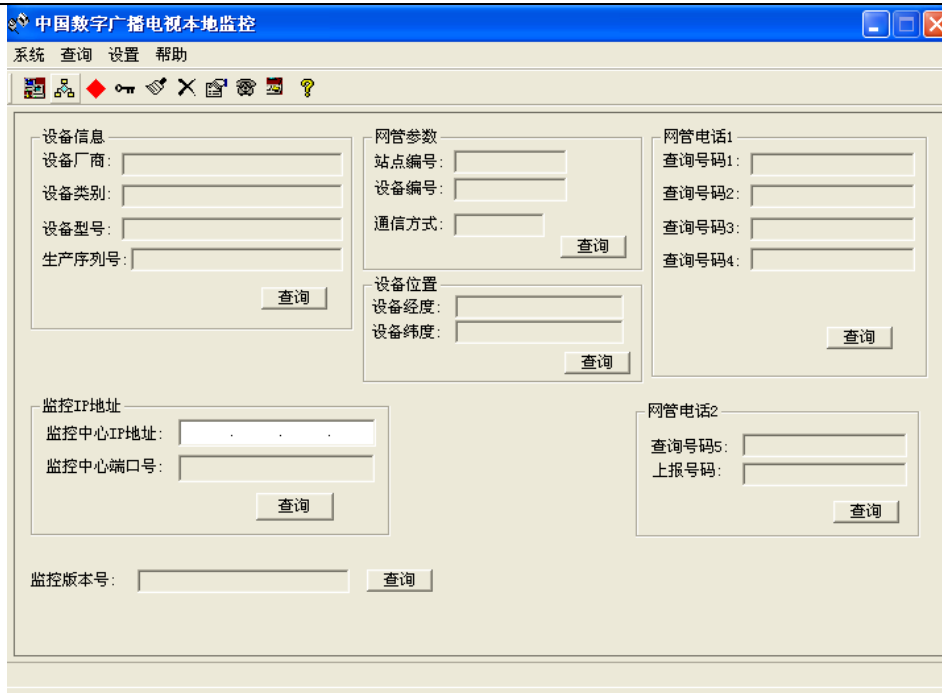 中国数字广播电视本地监控
系统 查询 设置 帮助
设备信息
设备厂商:
设备类别:
设备型号:
生产序列号:
查询
网管参数
站点编号:
设备编号:
通信方式:
查询
设备位置
设备经度:
设备纬度:
查询
网管电话1
查询号码1:
查询号码2:
查询号码3:
查询号码4:
查询
监控IP地址
监控中心IP地址: . . .
监控中心端口号:
查询
网管电话2
查询号码5:
上报号码:
查询
监控版本号:
查询